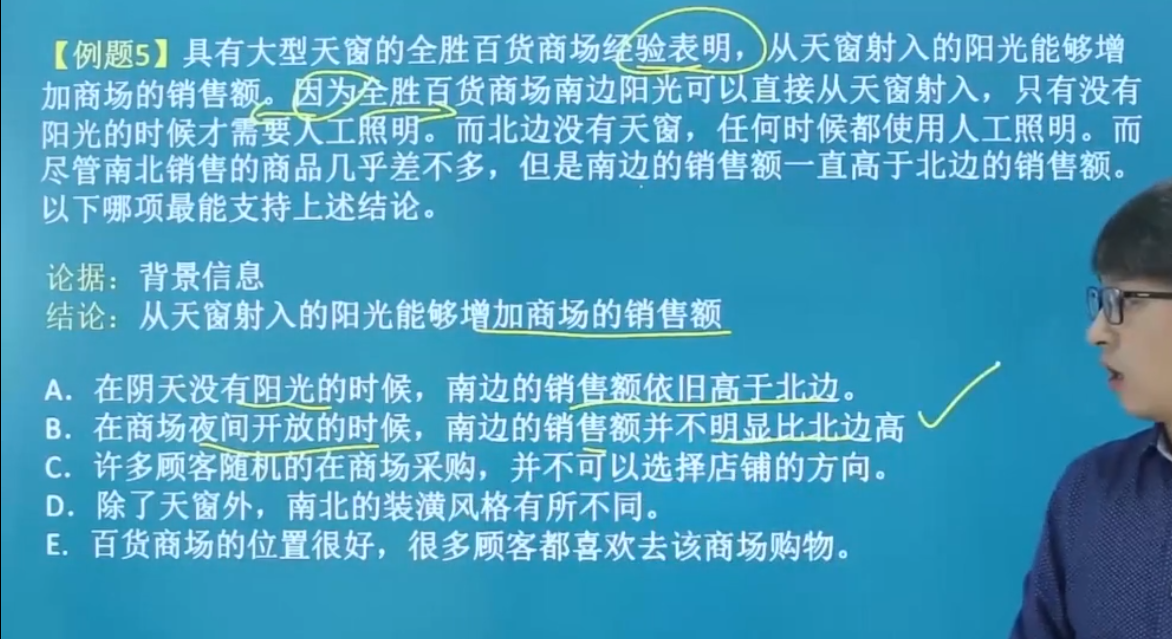 【例题5】具有大型天窗的全胜百货商场经验表明，从天窗射入的阳光能够增
加商场的销售额。因为全胜百货商场南边阳光可以直接从天窗射入，只有没有
阳光的时候才需要人工照明。而北边没有天窗，任何时候都使用人工照明。而
尽管南北销售的商品几乎差不多，但是南边的销售额一直高于北边的销售额。
以下哪项最能支持上述结论。
论据：背景信息
结论：从天窗射入的阳光能够增加商场的销售额
A．在阴天没有阳光的时候，南边的销售额依旧高于北边。
B．在商场夜间开放的时候，南边的销售额并不明显比北边高
C．许多顾客随机的在商场采购，并不可以选择店铺的方向。
D．除了天窗外，南北的装潢风格有所不同。
E．百货商场的位置很好，很多顾客都喜欢去该商场购物。